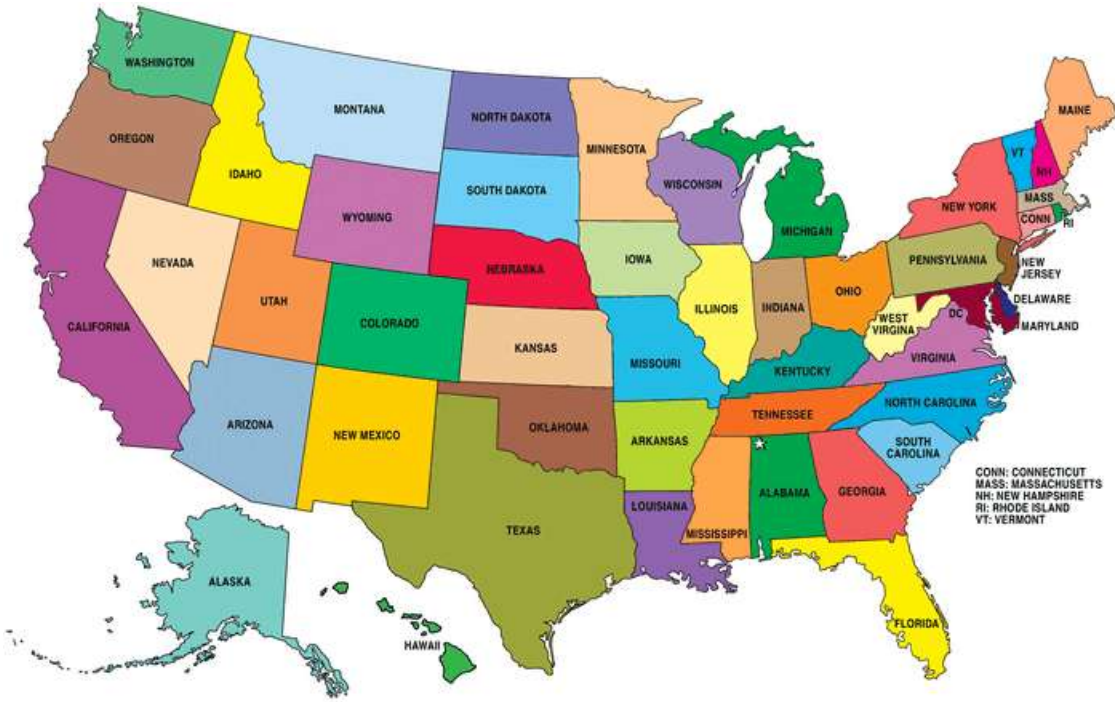 WASHINGTON
OREGON
CALIFORNIA
NEVADA
IDAHO
MONTANA
WYOMING
UTAH
COLORADO
ARIZONA
NEW MEXICO
NORTH DAKOTA
SOUTH DAKOTA
NEBRASKA
KANSAS
OKLAHOMA
TEXAS
MINNESOTA
IOWA
MISSOURI
ARKANSAS
LOUISIANA
WISCONSIN
ILLINOIS
MICHIGAN
INDIANA
OHIO
KENTUCKY
TENNESSEE
MISSISSIPPI
ALABAMA
GEORGIA
FLORIDA
SOUTH
CAROLINA
NORTH CAROLINA
VIRGINIA
WEST
VIRGINA
DC
PENNSYLVANIA
NEW YORK
VT
NH
MAINE
MASS
CONN
RI
NEW
JERSEY
DELAWARE
MARYLAND
ALASKA
HAWAII
CONN: CONNECTICUT
MASS: MASSACHUSETTS
NH: NEW HAMPSHIRE
RI: RHODE ISLAND
VT: VERMONT